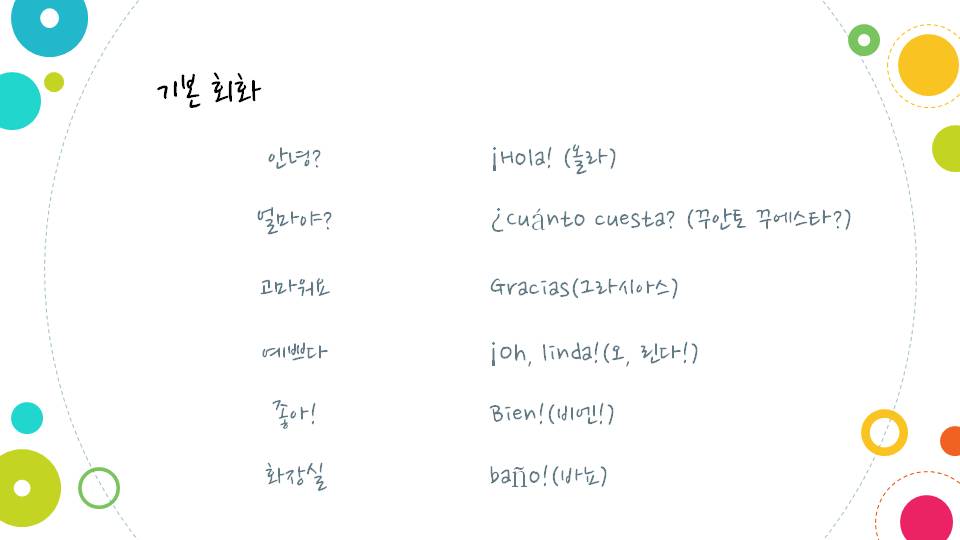 기본 회화
안녕? ¡Hola! (올라)
얼마야? ¿cuánto cuesta? (꾸안토 꾸에스타?)
고마워요 Gracias(그라시아스)
예쁘다 ¡Oh, linda!(오, 린다!)
좋아! Bien!(비엔!)
화장실 baño!(바뇨)